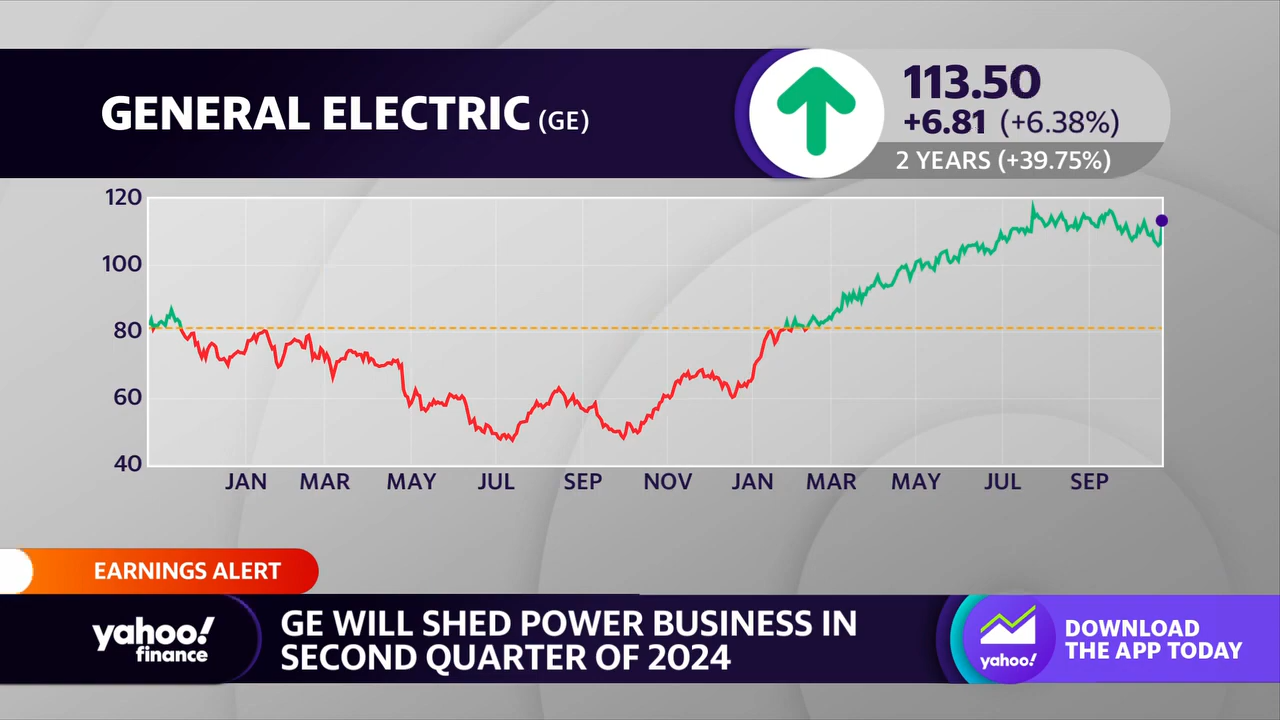 GENERAL ELECTRIC (GE)
113.50
+6.81 (+6.38%)
2 YEARS (+39.75%)
120
100
80
60
40
JAN MAR MAY JUL SEP NOV JAN MAR MAY JUL SEP
EARNINGS ALERT
yahoo!
finance
GE WILL SHED POWER BUSINESS IN
SECOND QUARTER OF 2024
yahoo!
DOWNLOAD
THE APP TODAY